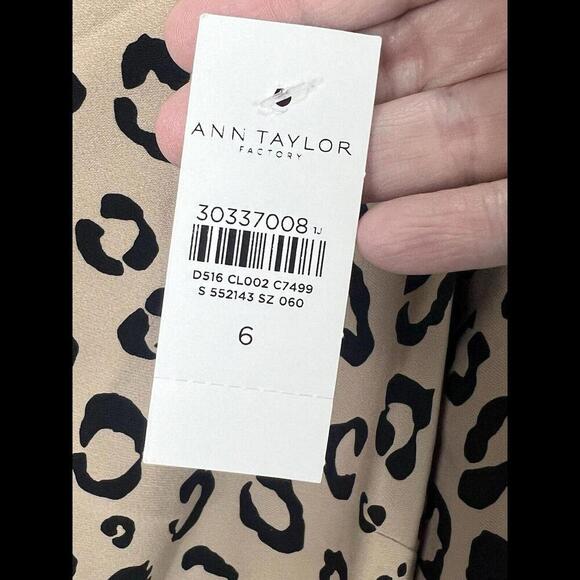 ANN TAYLOR
FACTORY
30337008 1J
D516 CL002 C7499
S 552143 SZ 060
6